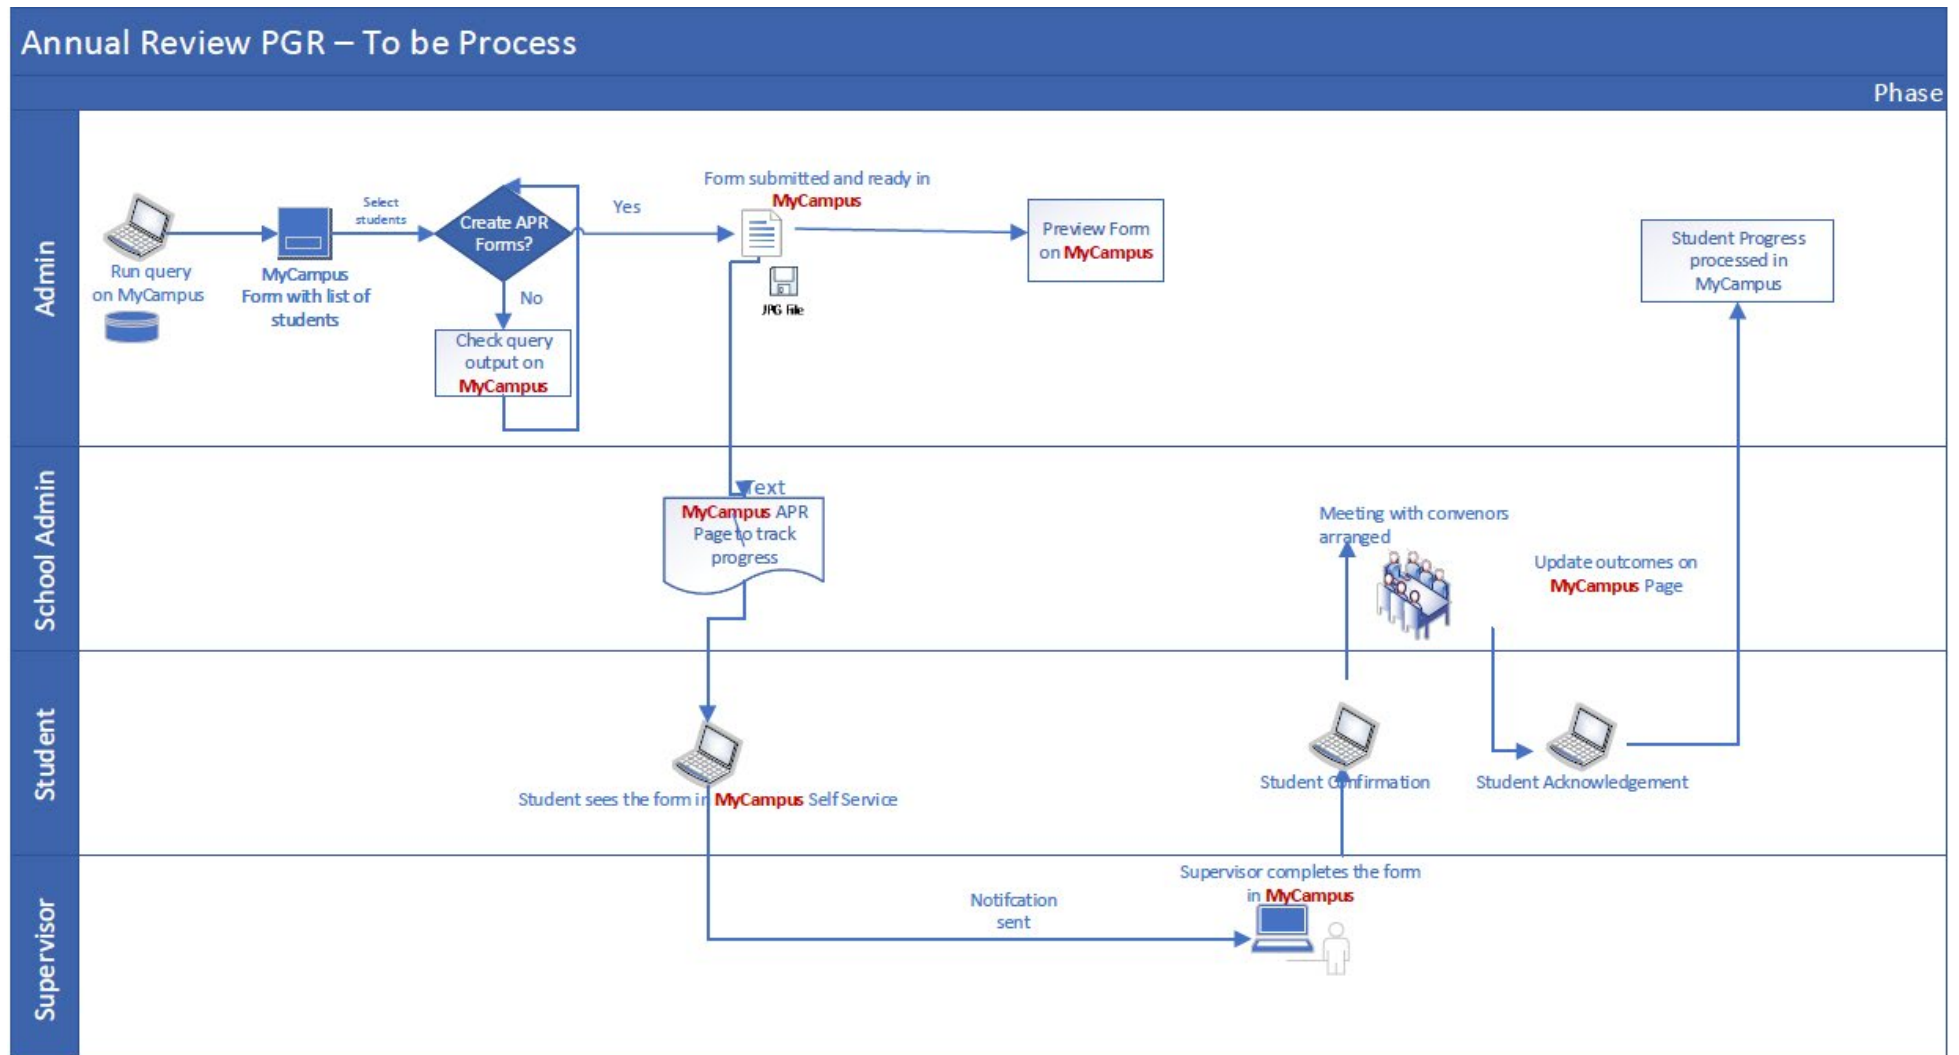 Annual Review PGR – To be Process
Phase
Admin
Run query
on MyCampus
MyCampus
Form with list of
students
Select
students
Create APR
Forms?
Yes
No
Check query
output on
MyCampus
Form submitted and ready in
MyCampus
JPG File
Preview Form
on MyCampus
Student Progress
processed in
MyCampus
School Admin
Text
MyCampus APR
Page to track
progress
Meeting with convenors
arranged
Update outcomes on
MyCampus Page
Student
Student sees the form in MyCampus Self Service
Student Confirmation
Student Acknowledgement
Supervisor
Notifcation
sent
Supervisor completes the form
in MyCampus